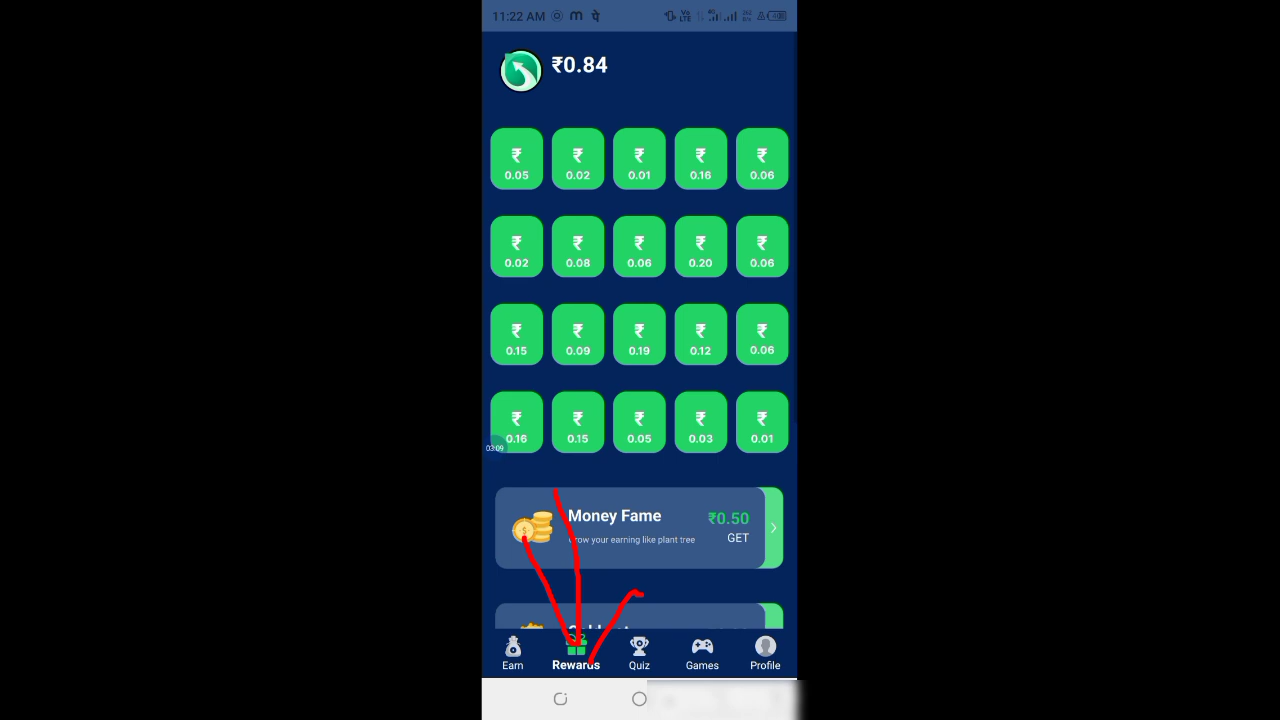 11:22 AM
₹0.84
₹ ₹ ₹ ₹ ₹
0.05 0.02 0.01 0.16 0.06
₹ ₹ ₹ ₹ ₹
0.02 0.08 0.06 0.20 0.06
₹ ₹ ₹ ₹ ₹
0.15 0.09 0.19 0.12 0.06
₹ ₹ ₹ ₹ ₹
0.16 0.15 0.05 0.03 0.01
03:09
Money Fame ₹0.50
Grow your earning like plant tree GET
Earn Rewards Quiz Games Profile